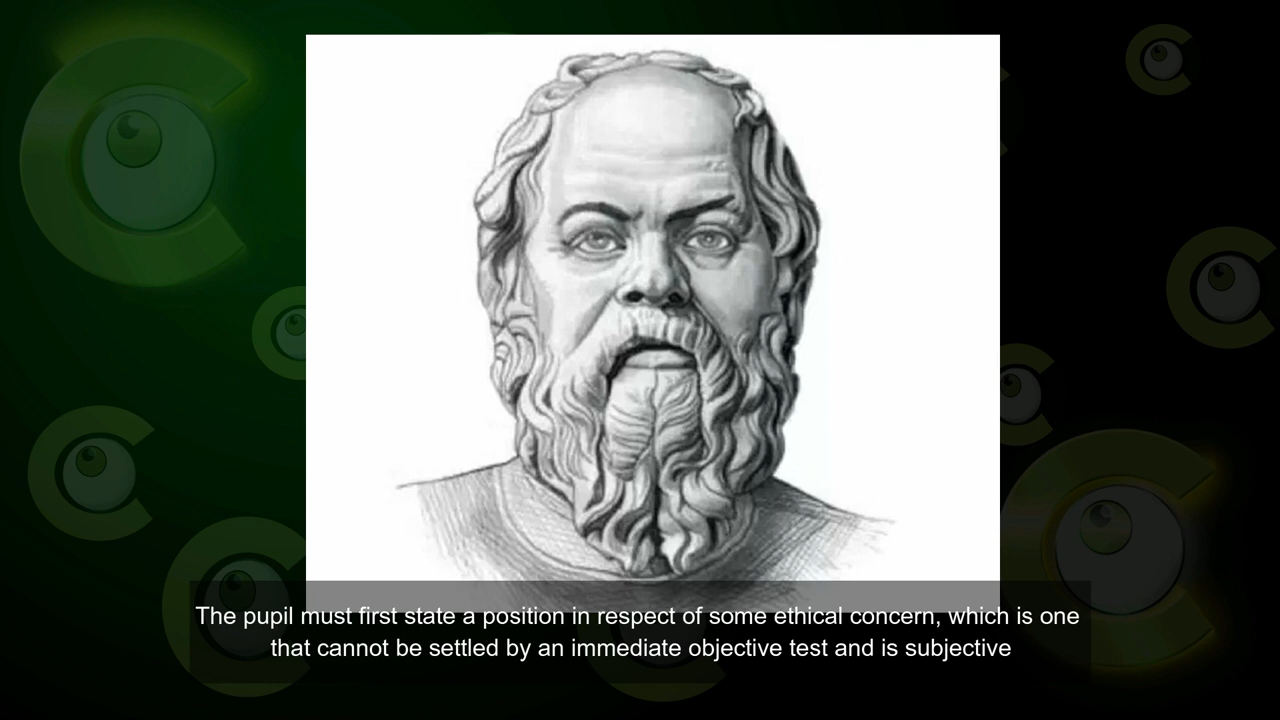 The pupil must first state a position in respect of some ethical concern, which is one
that cannot be settled by an immediate objective test and is subjective